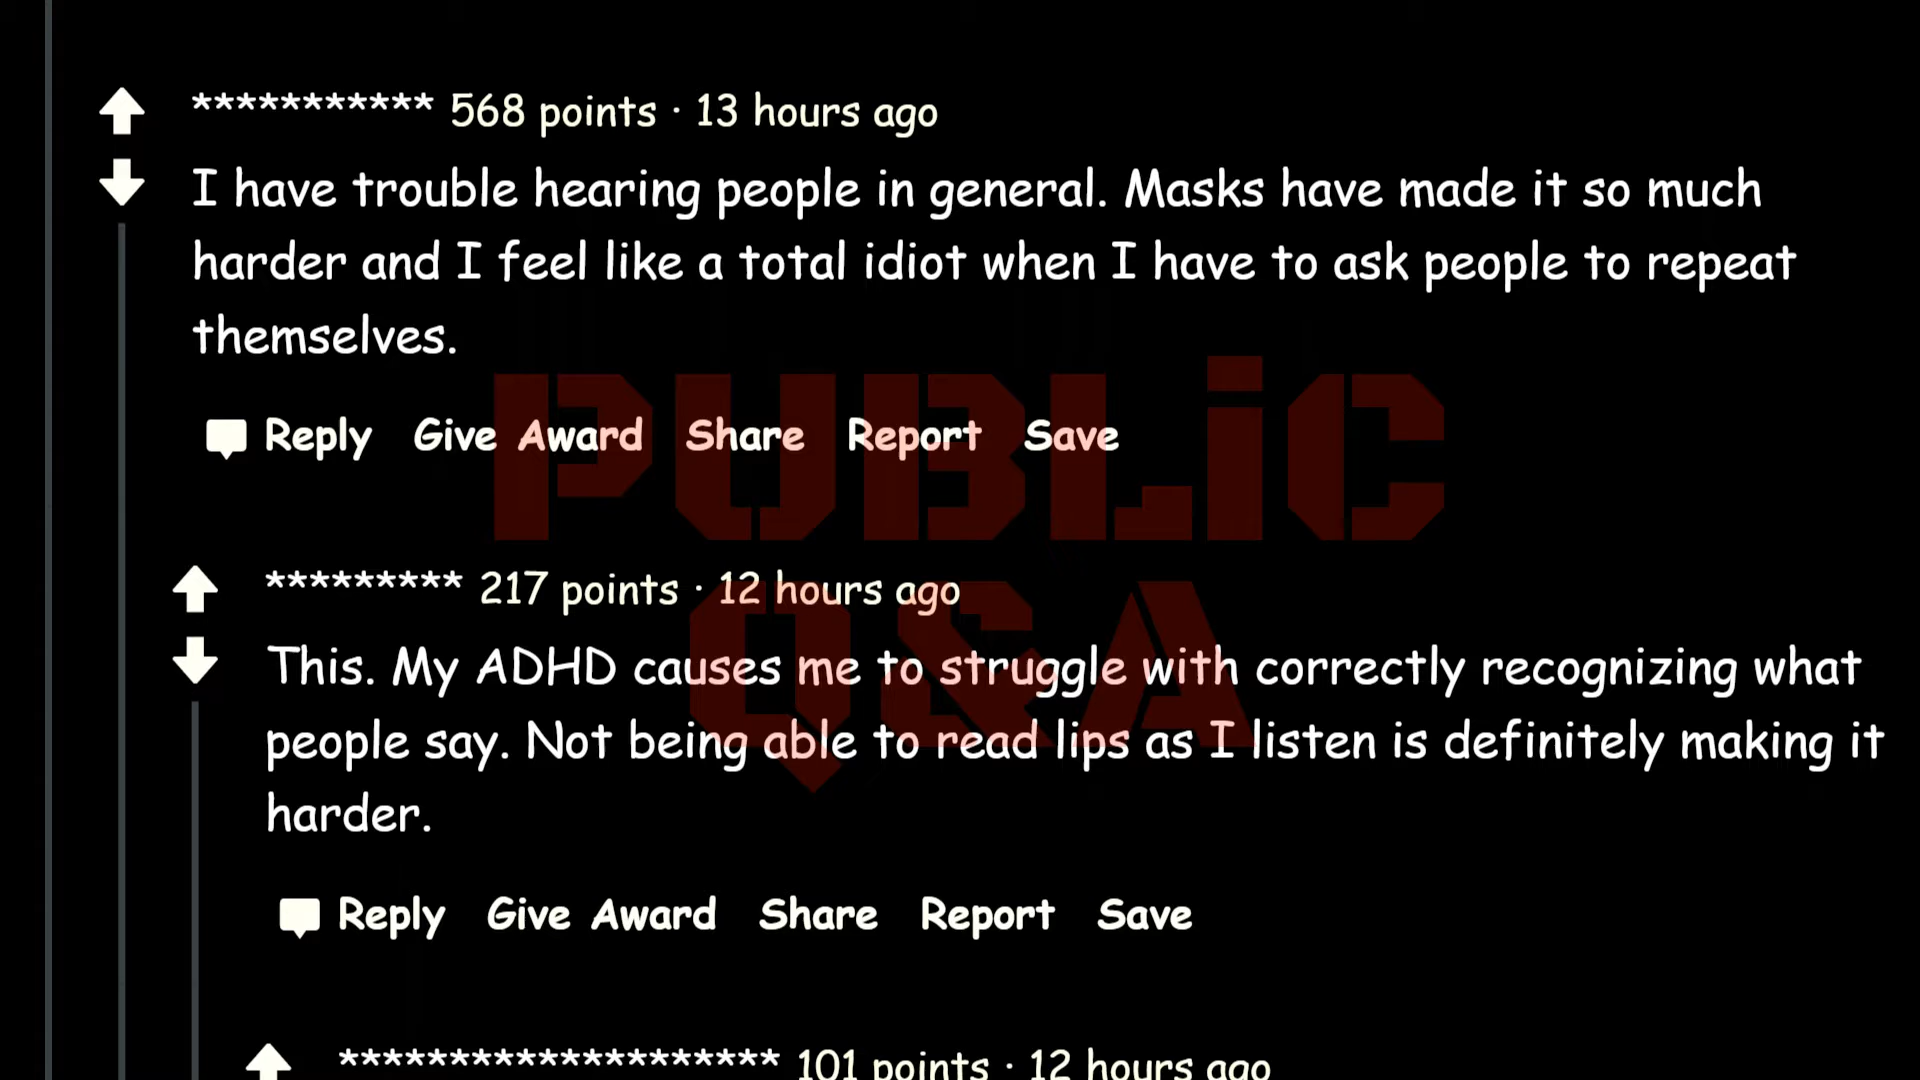 *********** 568 points · 13 hours ago
I have trouble hearing people in general. Masks have made it so much
harder and I feel like a total idiot when I have to ask people to repeat
themselves.
Reply Give Award Share Report Save
********* 217 points · 12 hours ago
This. My ADHD causes me to struggle with correctly recognizing what
people say. Not being able to read lips as I listen is definitely making it
harder.
Reply Give Award Share Report Save
******************** 101 points · 12 hours ago
PUBLiC
Q&A